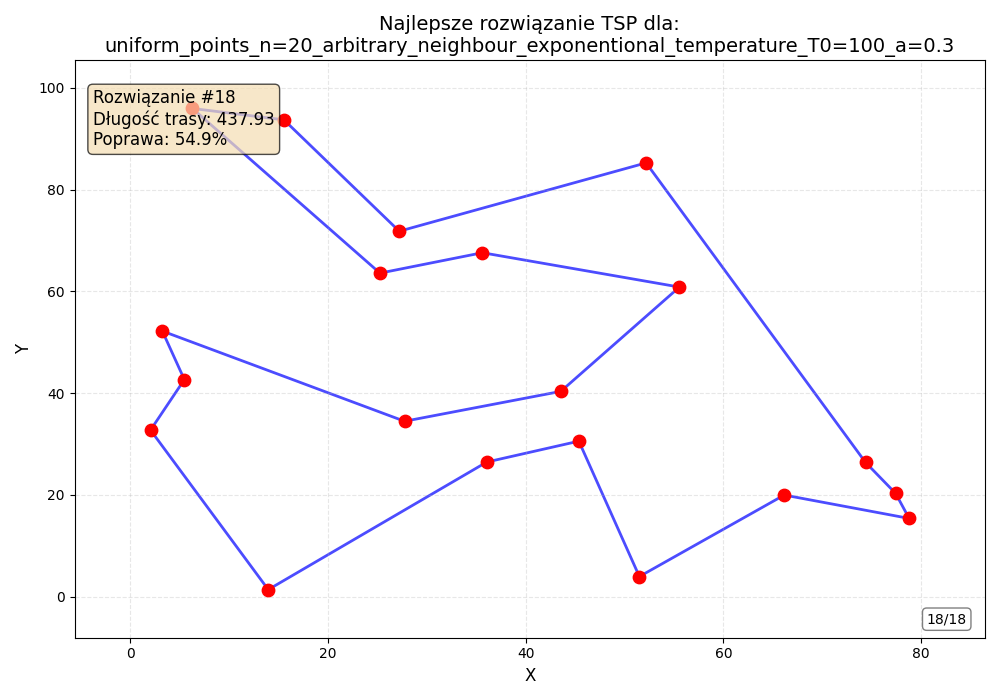 Najlepsze rozwiązanie TSP dla:
uniform_points_n=20_arbitrary_neighbour_exponentional_temperature_T0=100_a=0.3
Rozwiązanie #18
Długość trasy: 437.93
Poprawa: 54.9%
100
80
60
40
20
0
Y
0
20
40
60
80
X
18/18